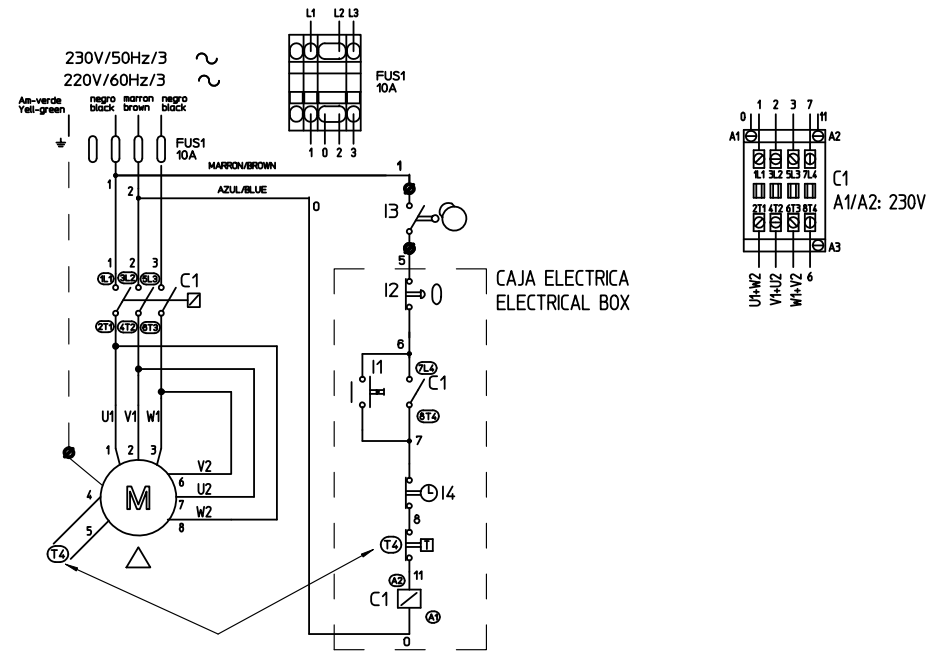 L1 L2 L3
230V/50Hz/3
220V/60Hz/3
FUS1
10A
Am-verde
Yell-green
negro
black
marron
brown
negro
black
FUS1
10A
1 0 2 3
MARRON/BROWN
1
1
AZUL/BLUE
2
0
I3
5
1 2 3
1L1 3L2 5L3
C1
2T1 4T2 6T3
CAJA ELECTRICA
ELECTRICAL BOX
I2
0
6
I1
7L4
C1
8T4
7
U1 V1 W1
1 2 3
V2
6
U2
7
W2
8
4
M
5
T4
I4
8
T4
T
A2
11
C1
A1
0
1 2 3 7
0 11
A1 A2
1L1 3L2 5L3 7L4
C1
A1/A2: 230V
2T1 4T2 6T3 8T4
A3
U1+W2
V1+U2
W1+V2
6